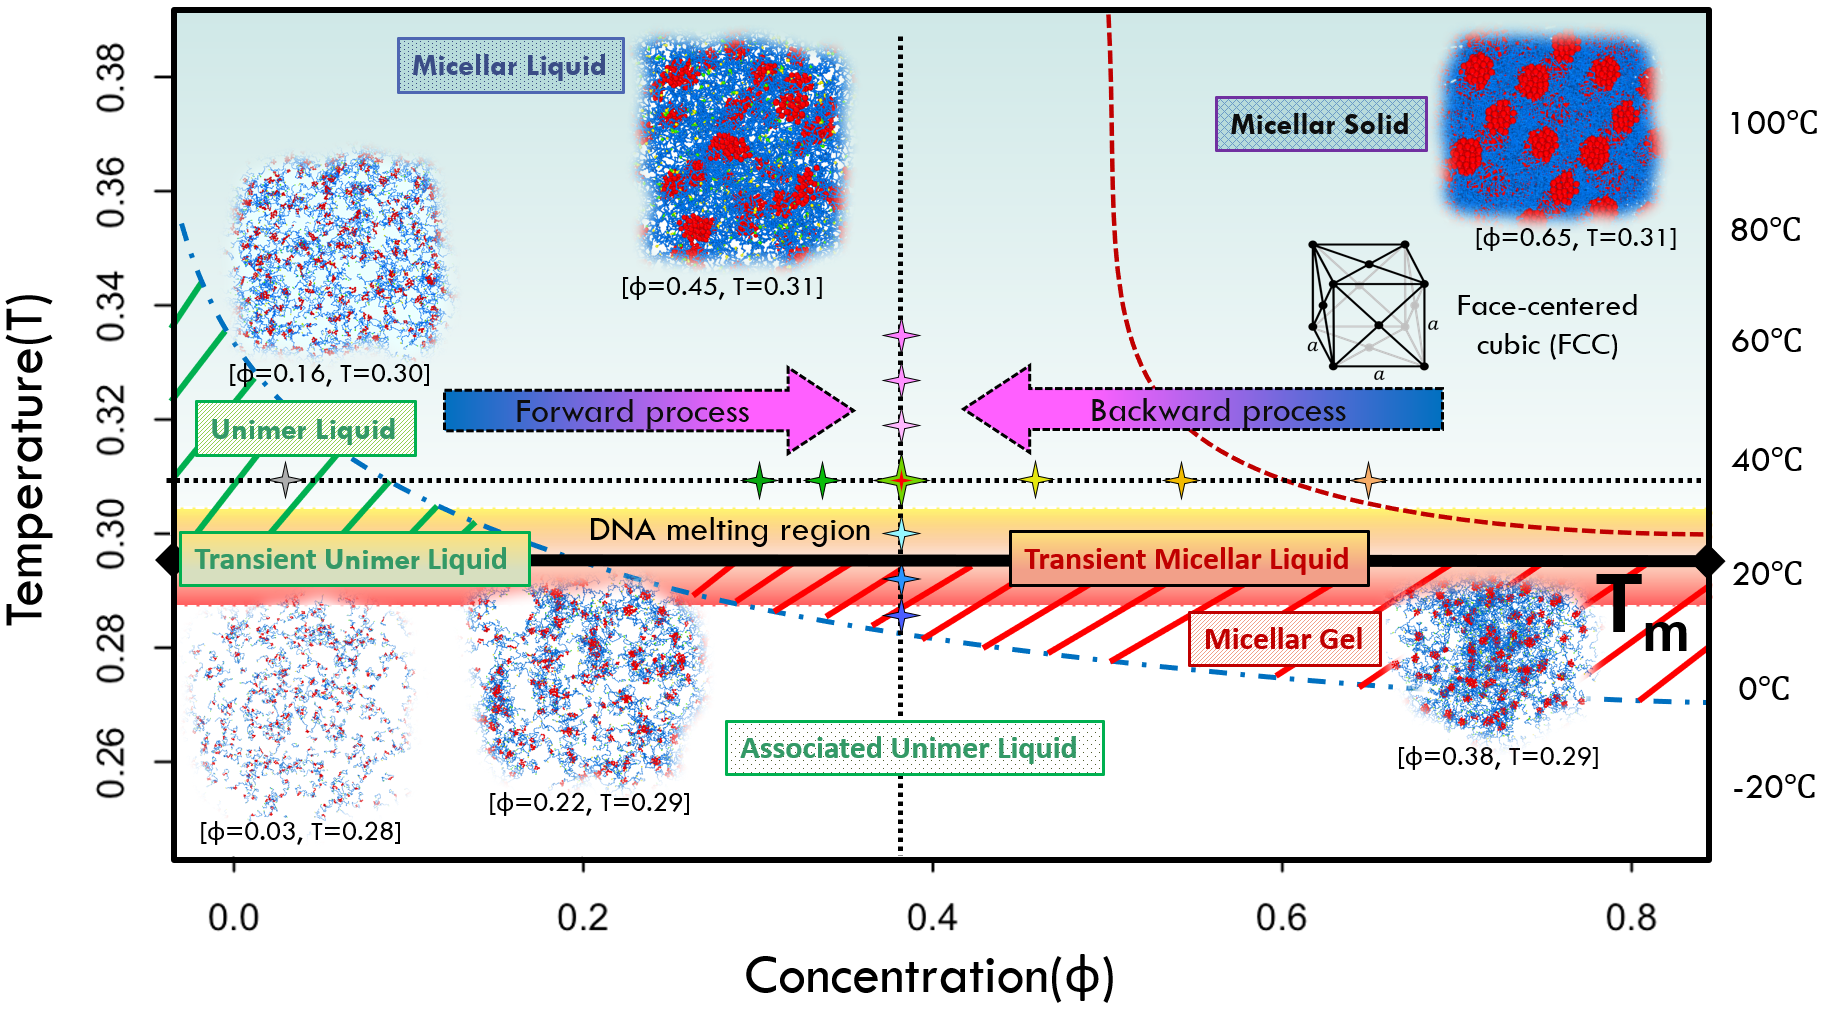 Temperature(T)
0.38
0.36
0.34
0.32
0.30
0.28
0.26
Micellar Liquid
[ϕ=0.45, T=0.31]
Micellar Solid
[ϕ=0.65, T=0.31]
Face-centered
cubic (FCC)
a
a
a
[ϕ=0.16, T=0.30]
Forward process
Backward process
Unimer Liquid
DNA melting region
Transient Unimer Liquid
Transient Micellar Liquid
Tm
Micellar Gel
Associated Unimer Liquid
[ϕ=0.38, T=0.29]
[ϕ=0.22, T=0.29]
[ϕ=0.03, T=0.28]
100°C
80°C
60°C
40°C
20°C
0°C
-20°C
0.0
0.2
0.4
0.6
0.8
Concentration(ϕ)